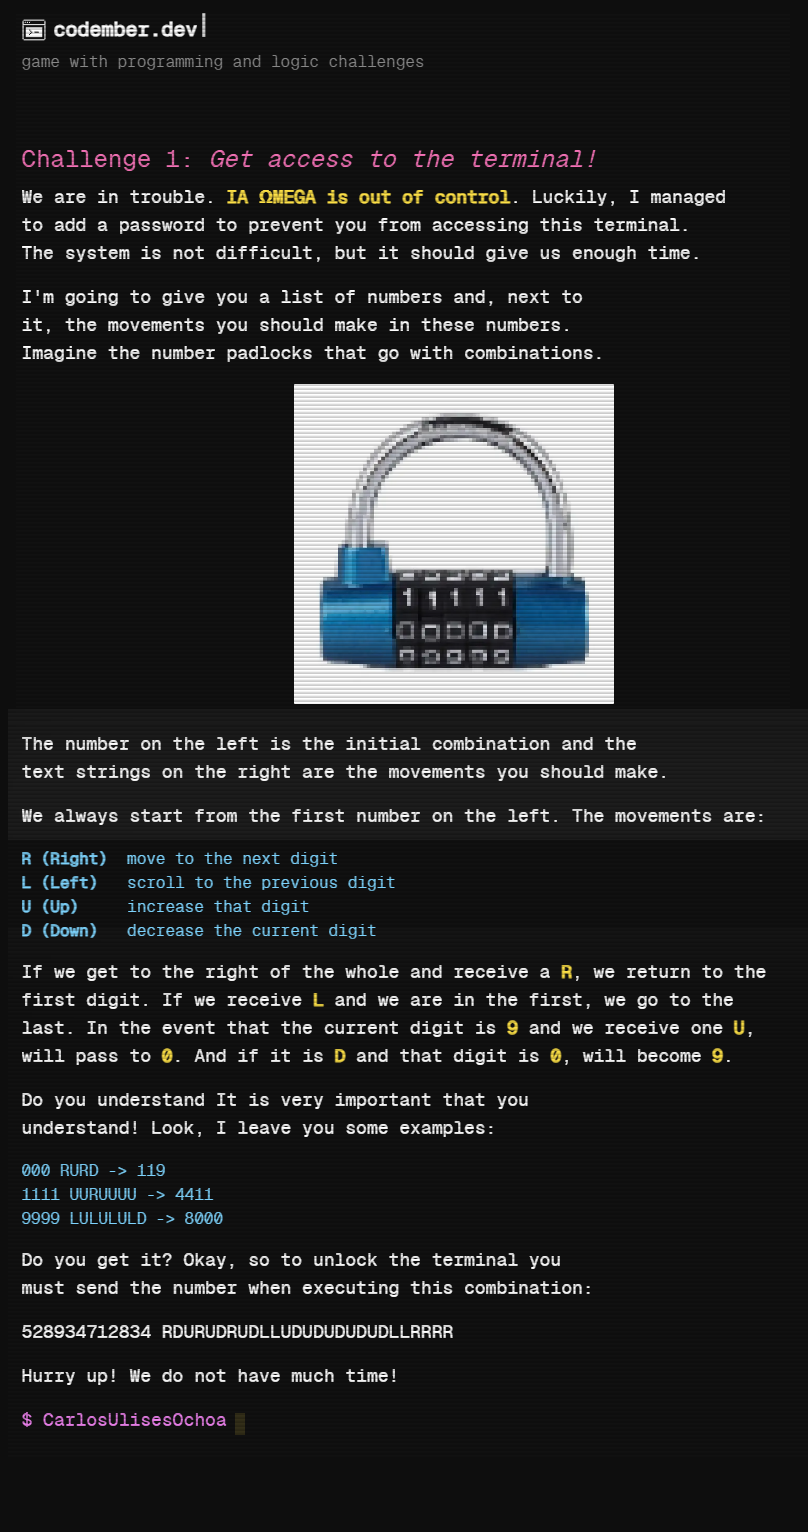 codember.dev
game with programming and logic challenges
Challenge 1: Get access to the terminal!
We are in trouble. IA ΩMEGA is out of control. Luckily, I managed
to add a password to prevent you from accessing this terminal.
The system is not difficult, but it should give us enough time.
I'm going to give you a list of numbers and, next to
it, the movements you should make in these numbers.
Imagine the number padlocks that go with combinations.
1 1 1 1 1
0 0 0 0 0
9 9 9 9 9
The number on the left is the initial combination and the
text strings on the right are the movements you should make.
We always start from the first number on the left. The movements are:
R (Right) move to the next digit
L (Left) scroll to the previous digit
U (Up) increase that digit
D (Down) decrease the current digit
If we get to the right of the whole and receive a R, we return to the
first digit. If we receive L and we are in the first, we go to the
last. In the event that the current digit is 9 and we receive one U,
will pass to 0. And if it is D and that digit is 0, will become 9.
Do you understand It is very important that you
understand! Look, I leave you some examples:
000 RURD -> 119
1111 UURUUUU -> 4411
9999 LULULULD -> 8000
Do you get it? Okay, so to unlock the terminal you
must send the number when executing this combination:
528934712834 RDURUDRUDLLUDUDUDUDUDLLRRRR
Hurry up! We do not have much time!
$ CarlosUlisesOchoa